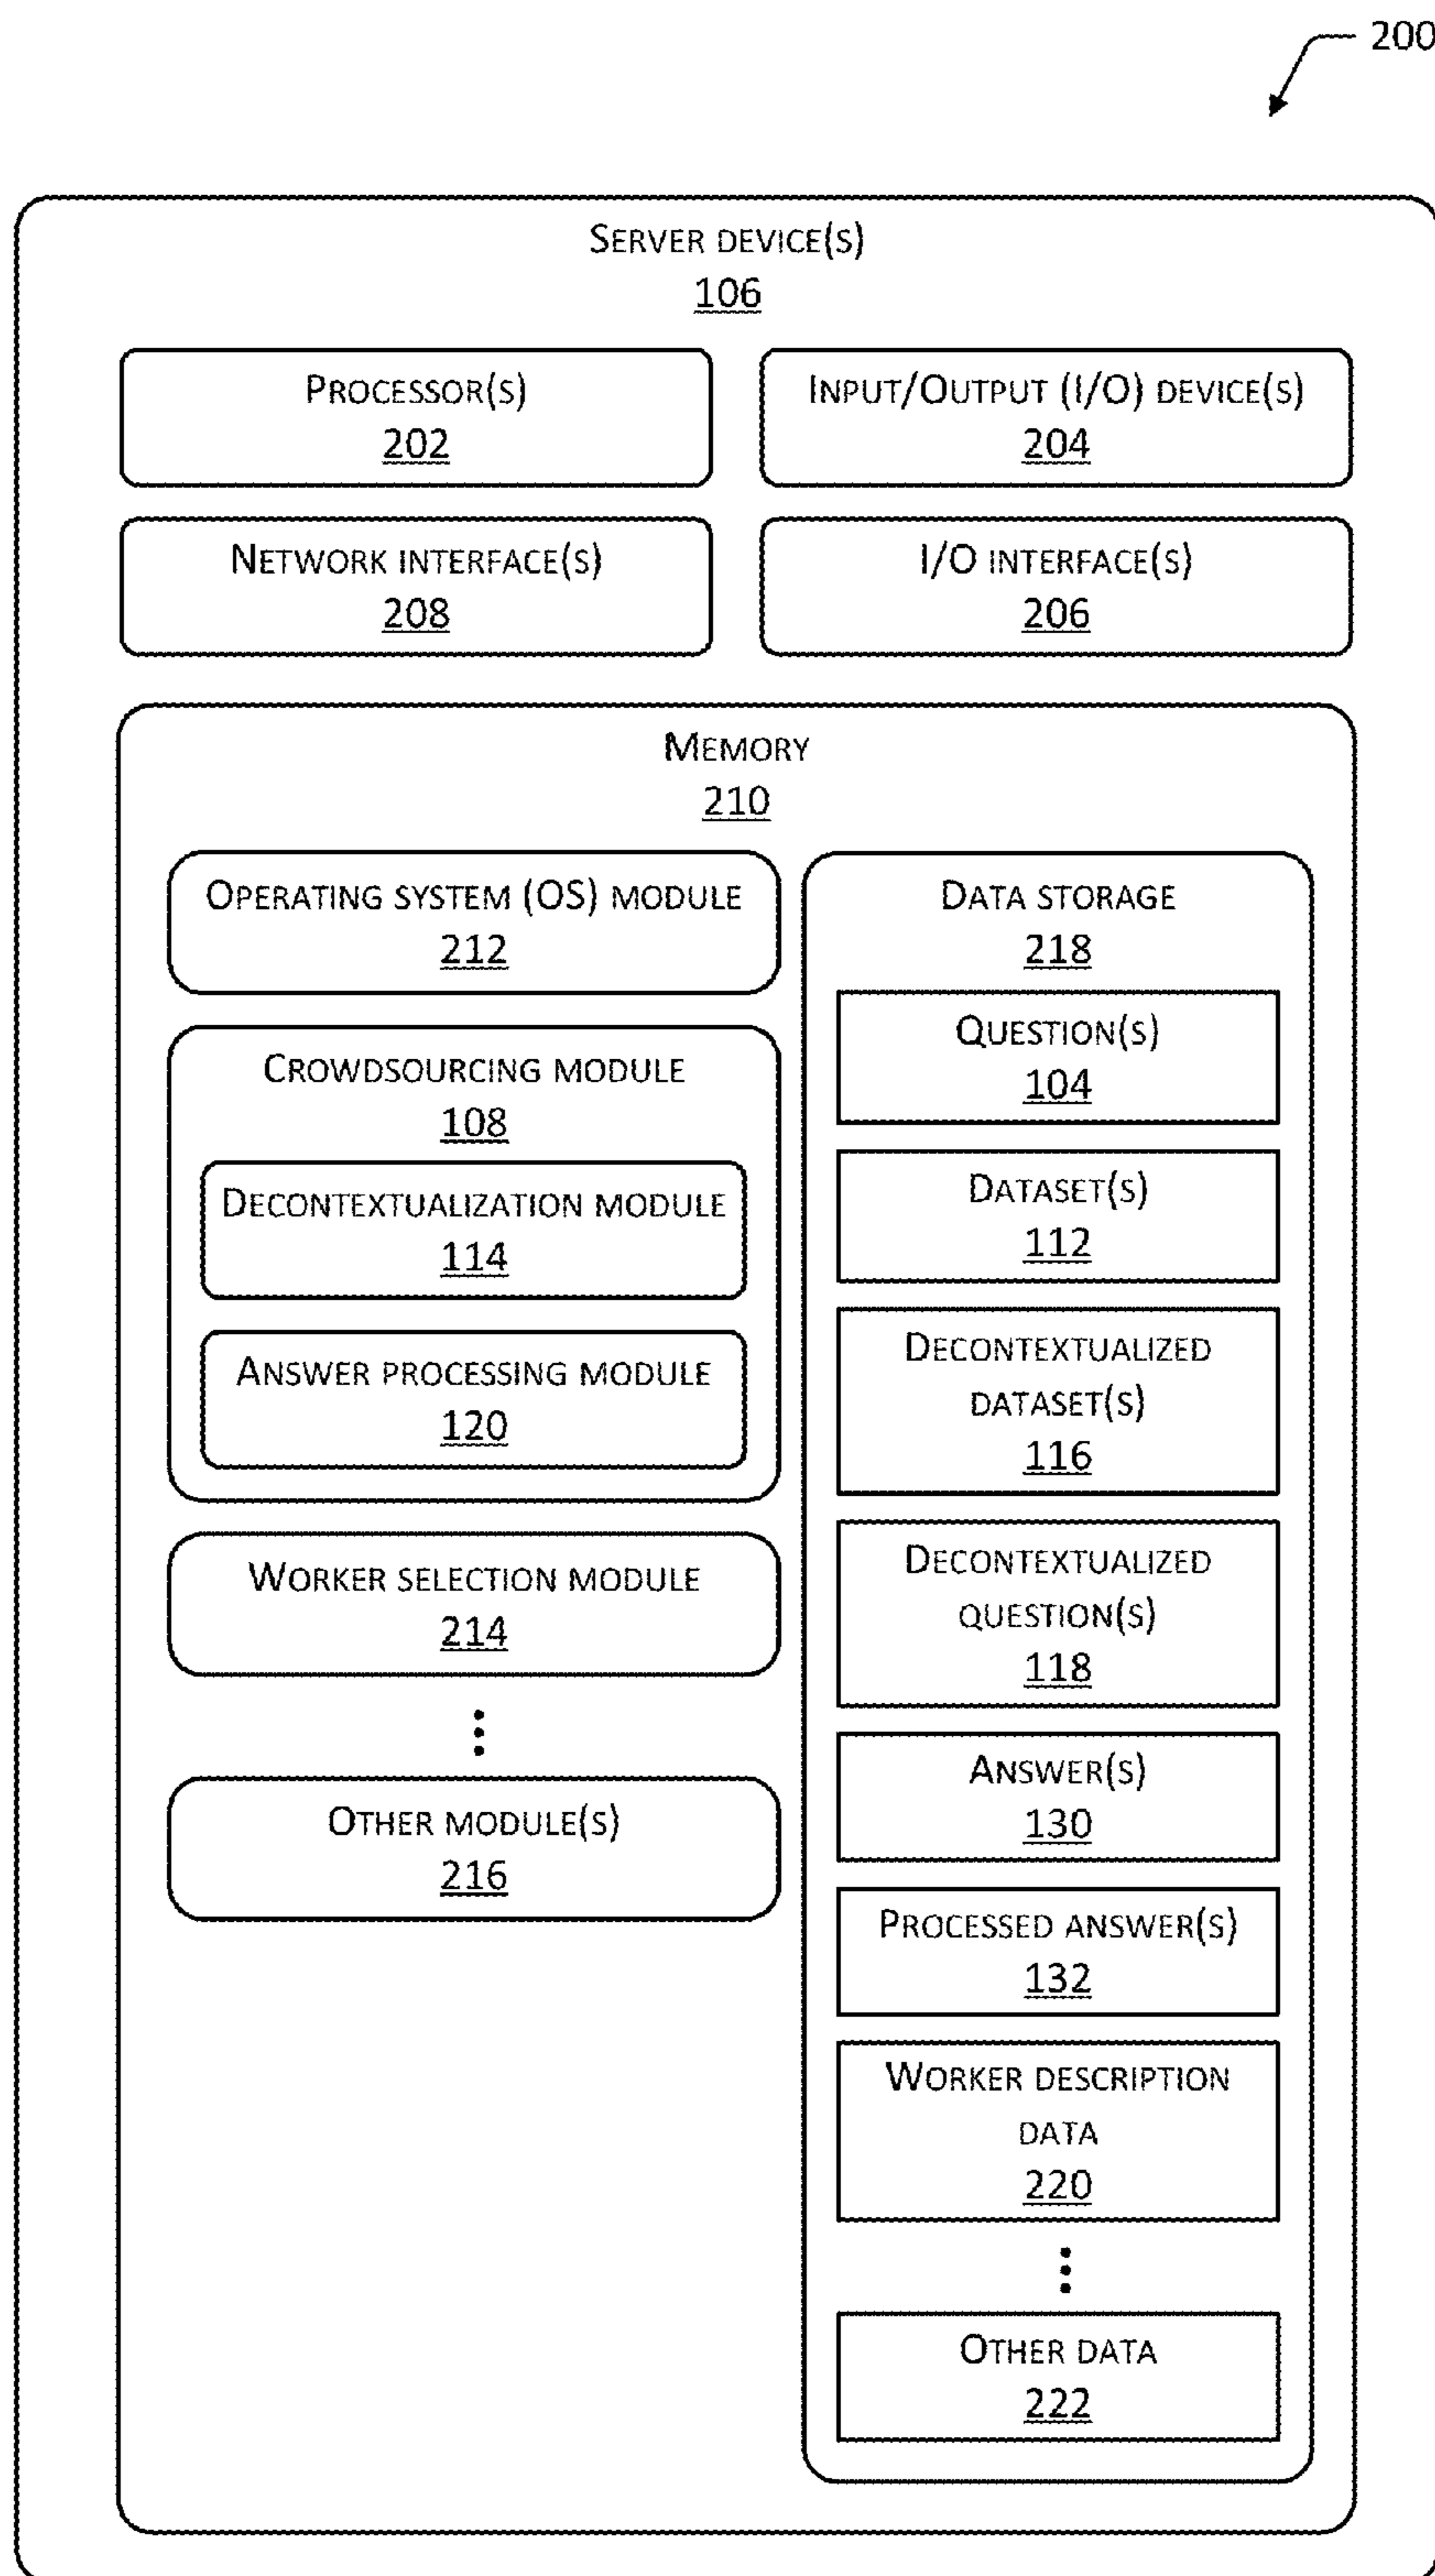 200
SERVER DEVICE(S)
106
PROCESSOR(S)
202
INPUT/OUTPUT (I/O) DEVICE(S)
204
NETWORK INTERFACE(S)
208
I/O INTERFACE(S)
206
MEMORY
210
OPERATING SYSTEM (OS) MODULE
212
CROWDSOURCING MODULE
108
DECONTEXTUALIZATION MODULE
114
ANSWER PROCESSING MODULE
120
WORKER SELECTION MODULE
214
OTHER MODULE(S)
216
DATA STORAGE
218
QUESTION(S)
104
DATASET(S)
112
DECONTEXTUALIZED
DATASET(S)
116
DECONTEXTUALIZED
QUESTION(S)
118
ANSWER(S)
130
PROCESSED ANSWER(S)
132
WORKER DESCRIPTION
DATA
220
OTHER DATA
222